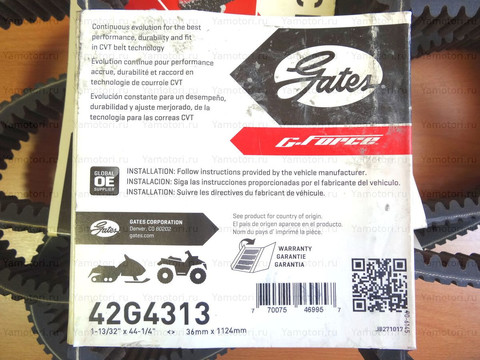 Continuous evolution for the best
performance, durability and fit
in CVT belt technology
Evolution continue pour performance
accrue, durabilité et raccord en
technologie de courroie CVT
Evolución constante para un desempeño,
durabilidad y ajuste merjorado, de la
tecnología para las correas CVT
Gates
G-Force
GLOBAL
OE
SUPPLIER
INSTALLATION: Follow instructions provided by the vehicle manufacturer.
INSTALACION: Siga las instrucciones proporcionadas por el fabricante del vehículo.
INSTALLATION: Suivre les directives du fabricant de véhicule.
Gates
GATES CORPORATION
Denver, CO 80202
gates.com
See product for country of origin.
El país de origen aparece en el producto.
Nom du pays d'origine imprimé la pièce.
WARRANTY
GARANTIE
GARANTIA
42G4313
1-13/32" x 44-1/4" <> 36mm x 1124mm
7 70075 46995 7
J0271017
Yamotori.ru